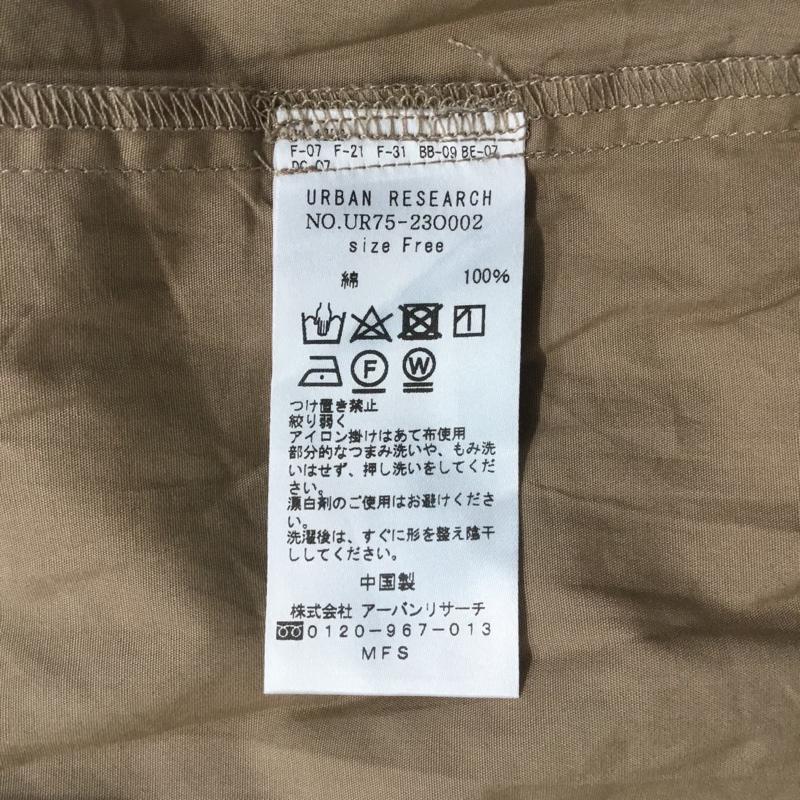 F-07 F-21 F-31 BB-09 BE-07
URBAN RESEARCH
NO.UR75-23O002
size Free
綿 100%
F W
つけ置き禁止
絞り弱く
アイロン掛けはあて布使用
部分的なつまみ洗いや、もみ洗
いはせず、押し洗いをしてくだ
さい。
漂白剤のご使用はお避けくださ
い。
洗濯後は、すぐに形を整え陰干
ししてください。
中国製
株式会社 アーバンリサーチ
0120-967-013
MFS